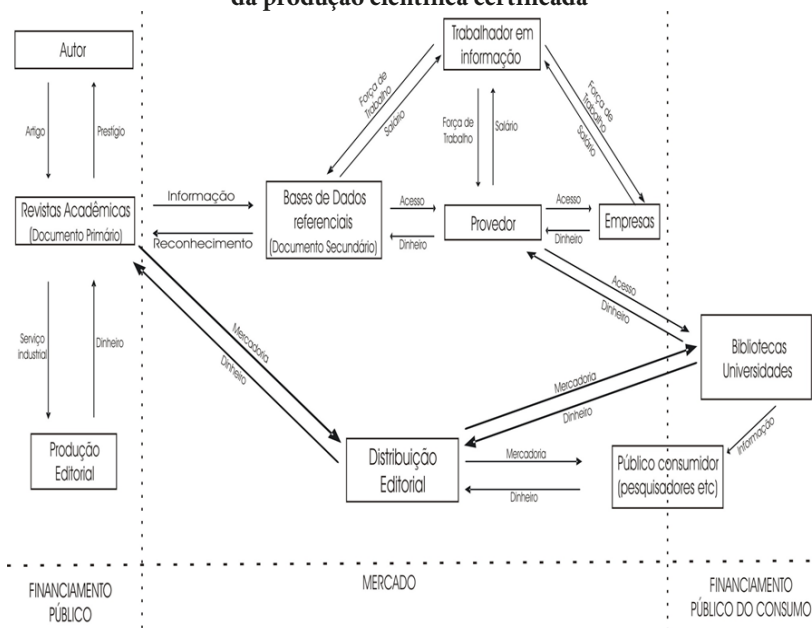 da produção científica certificada
Autor
Trabalhador em
informação
Artigo
Prestígio
Força de
Trabalho
Salário
Força de
Trabalho
Salário
Força de
Trabalho
Salário
Revistas Acadêmicas
(Documento Primário)
Informação
Reconhecimento
Bases de Dados
referenciais
(Documento Secundário)
Acesso
Dinheiro
Provedor
Acesso
Dinheiro
Empresas
Acesso
Dinheiro
Serviço
Industrial
Dinheiro
Mercadoria
Dinheiro
Mercadoria
Dinheiro
Bibliotecas
Universidades
Informação
Produção
Editorial
Distribuição
Editorial
Mercadoria
Dinheiro
Público consumidor
(pesquisadores etc)
FINANCIAMENTO
PÚBLICO
MERCADO
FINANCIAMENTO
PÚBLICO DO CONSUMO